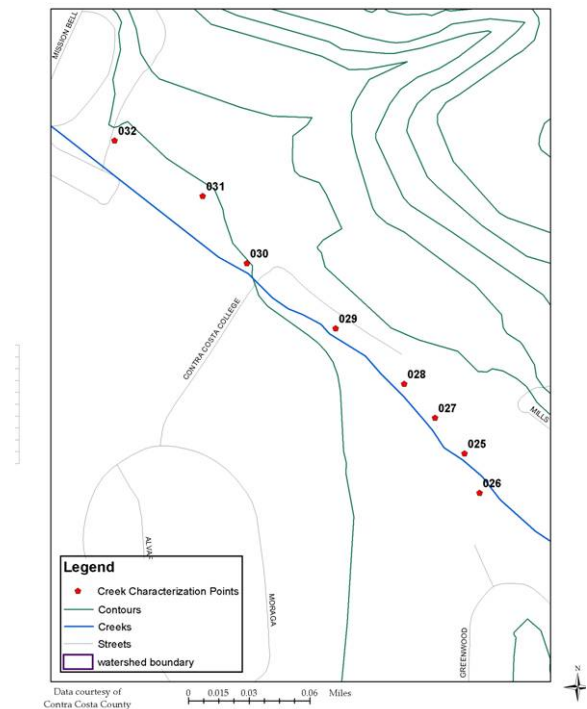 MISSION BELL
032
031
030
029
028
027
025
026
CONTRA COSTA COLLEGE
MILLS
MORAGA
GREENWOOD
Legend
Creek Characterization Points
Contours
Creeks
Streets
watershed boundary
Data courtesy of
Contra Costa County
0 0.015 0.03 0.06 Miles
N